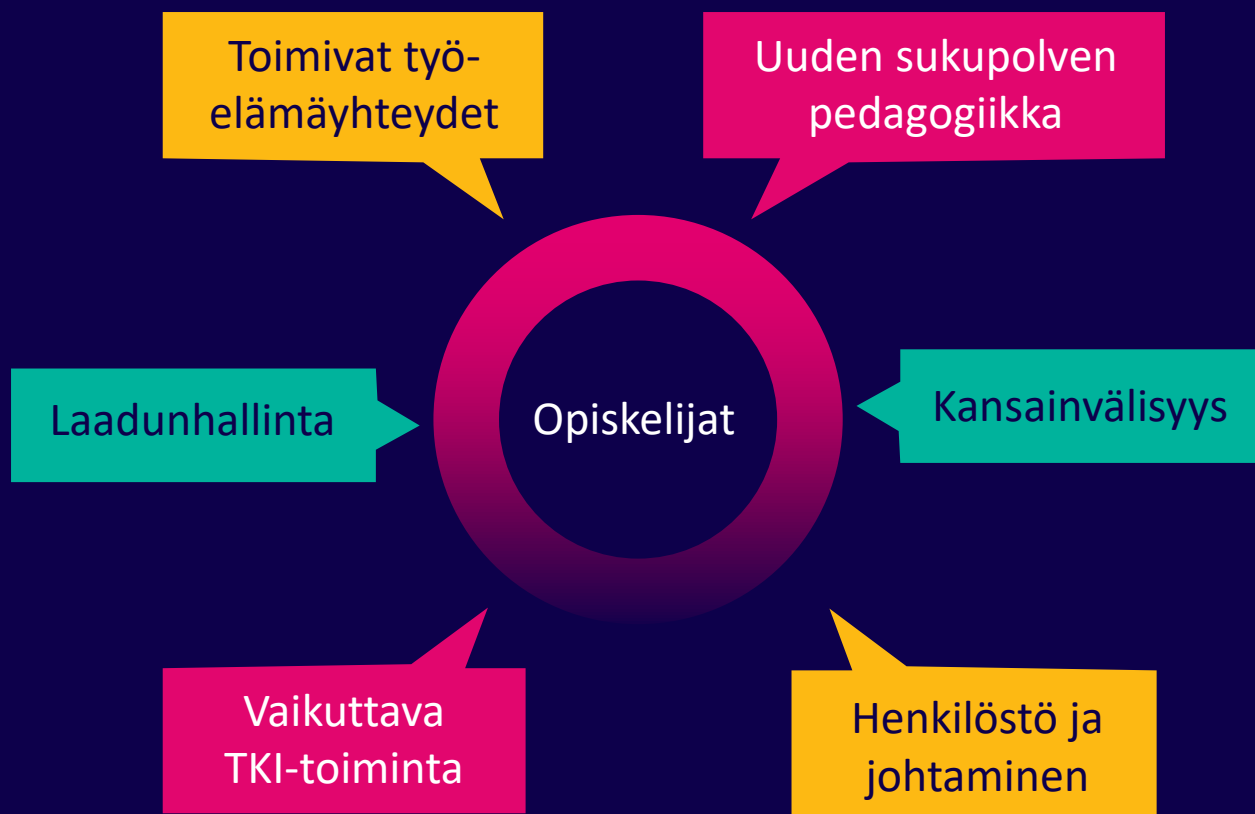 Toimivat työ-
elämäyhteydet
Uuden sukupolven
pedagogiikka
Laadunhallinta
Opiskelijat
Kansainvälisyys
Vaikuttava
TKI-toiminta
Henkilöstö ja
johtaminen